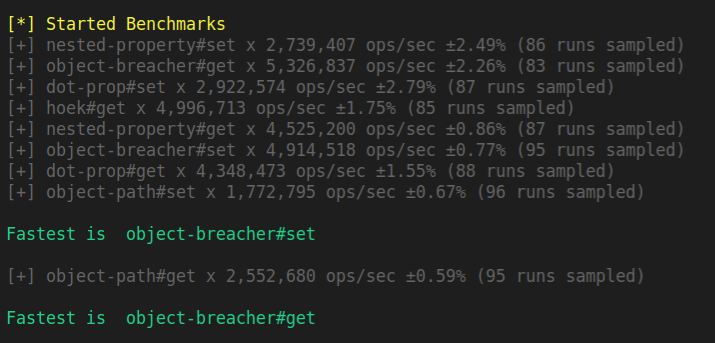 [*] Started Benchmarks
[+] nested-property#set x 2,739,407 ops/sec ±2.49% (86 runs sampled)
[+] object-breacher#get x 5,326,837 ops/sec ±2.26% (83 runs sampled)
[+] dot-prop#set x 2,922,574 ops/sec ±2.79% (87 runs sampled)
[+] hoek#get x 4,996,713 ops/sec ±1.75% (85 runs sampled)
[+] nested-property#get x 4,525,200 ops/sec ±0.86% (87 runs sampled)
[+] object-breacher#set x 4,914,518 ops/sec ±0.77% (95 runs sampled)
[+] dot-prop#get x 4,348,473 ops/sec ±1.55% (88 runs sampled)
[+] object-path#set x 1,772,795 ops/sec ±0.67% (96 runs sampled)
Fastest is  object-breacher#set
[+] object-path#get x 2,552,680 ops/sec ±0.59% (95 runs sampled)
Fastest is  object-breacher#get